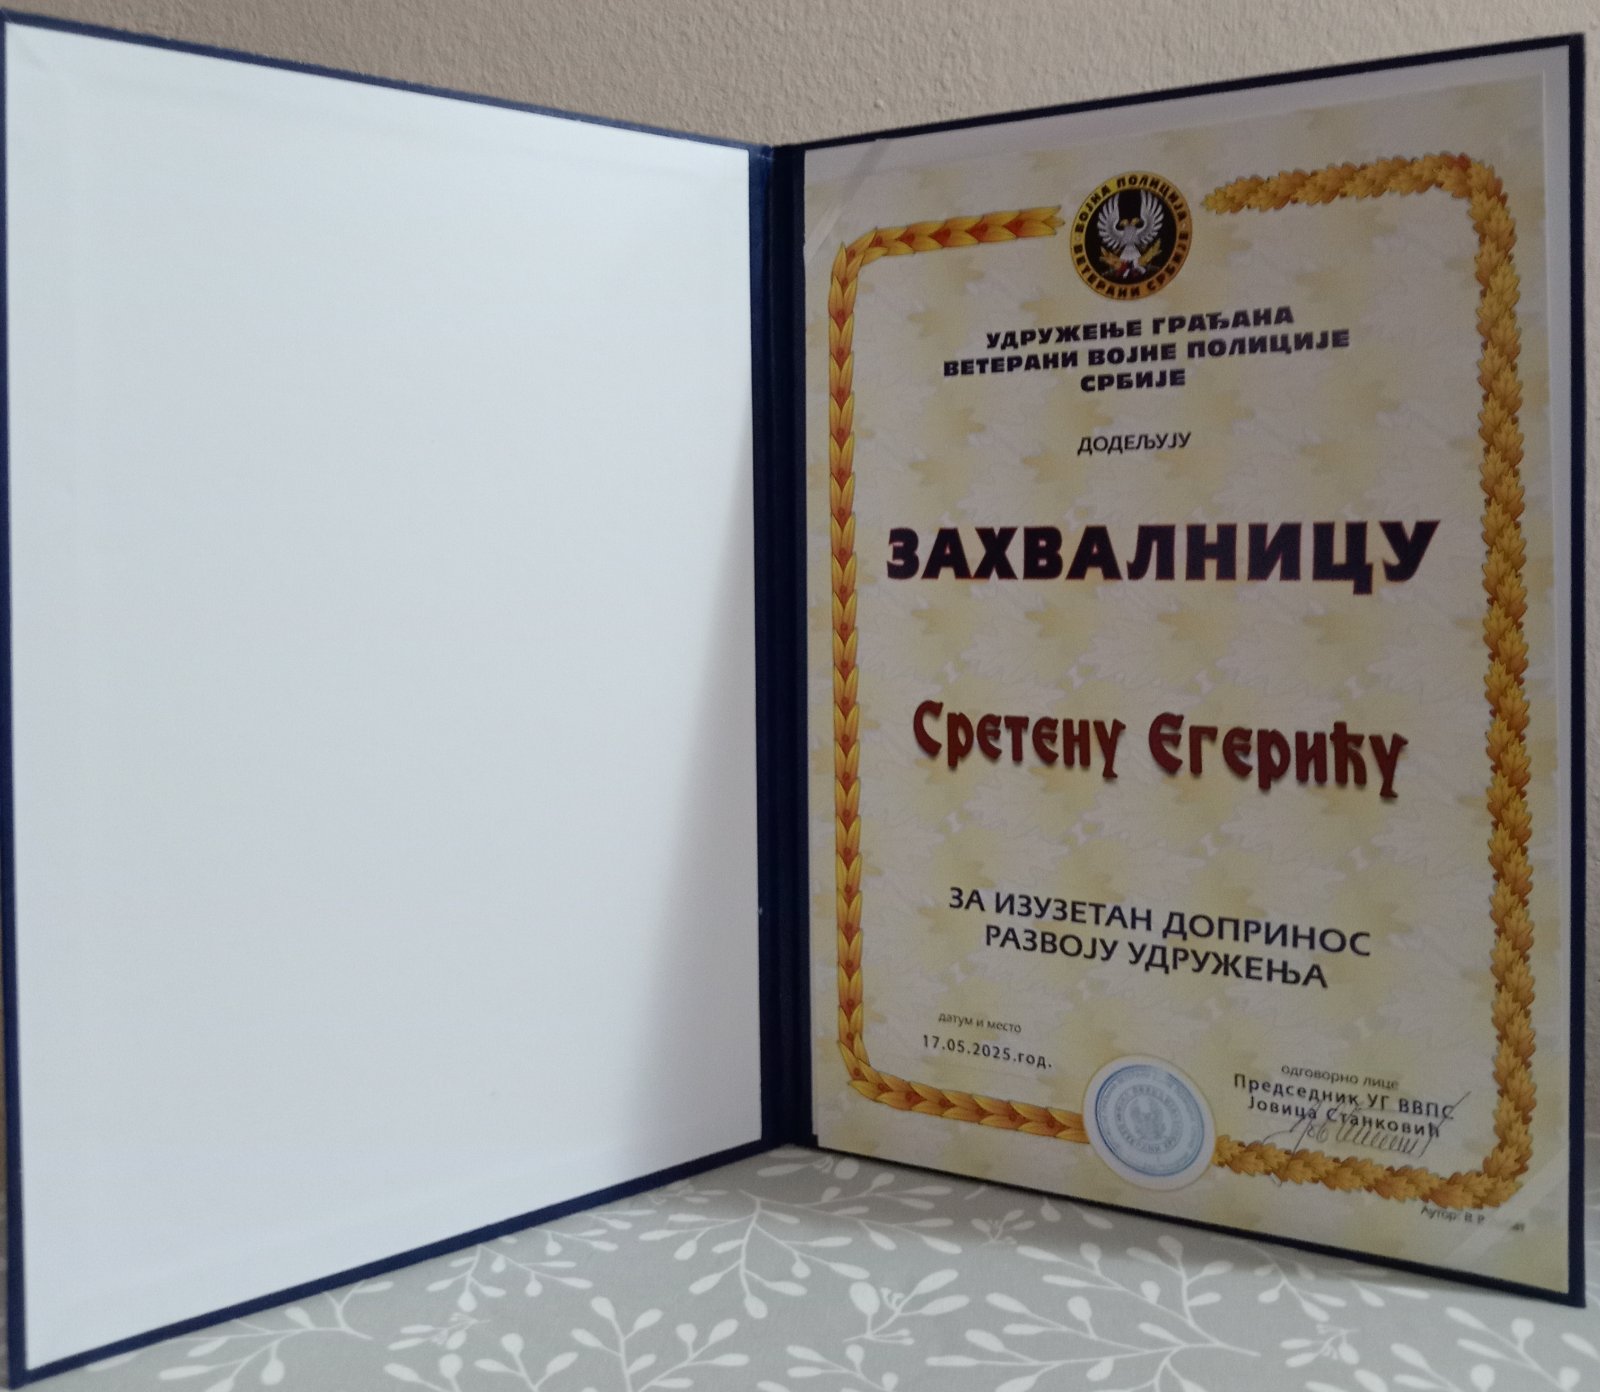 ВОЈНА ПОЛИЦИЈА
ВЕТЕРАНИ СРБИЈЕ
УДРУЖЕЊЕ ГРАЂАНА
ВЕТЕРАНИ ВОЈНЕ ПОЛИЦИЈЕ
СРБИЈЕ
ДОДЕЉУЈУ
ЗАХВАЛНИЦУ
Сретену Егерићу
ЗА ИЗУЗЕТАН ДОПРИНОС
РАЗВОЈУ УДРУЖЕЊА
датум и место
17.05.2025.год.
одговорно лице
Председник УГ ВВПС
Јовица Станковић
Аутор: В. Р.